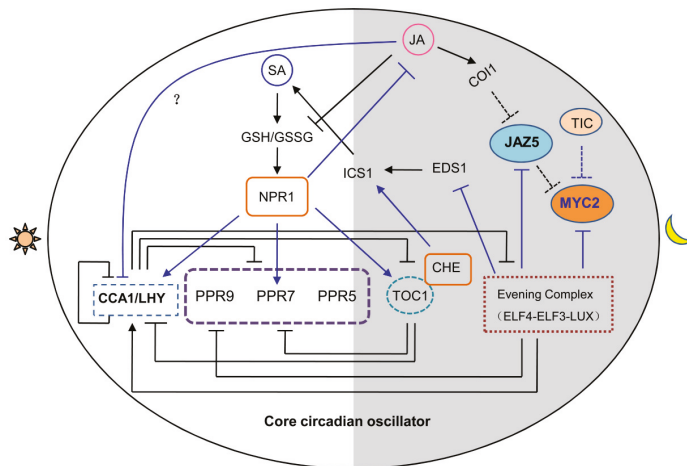 JA
SA
COI1
?
TIC
GSH/GSSG
JAZ5
ICS1
EDS1
NPR1
MYC2
CHE
CCA1/LHY
PPR9
PPR7
PPR5
TOC1
Evening Complex
(ELF4-ELF3-LUX)
Core circadian oscillator